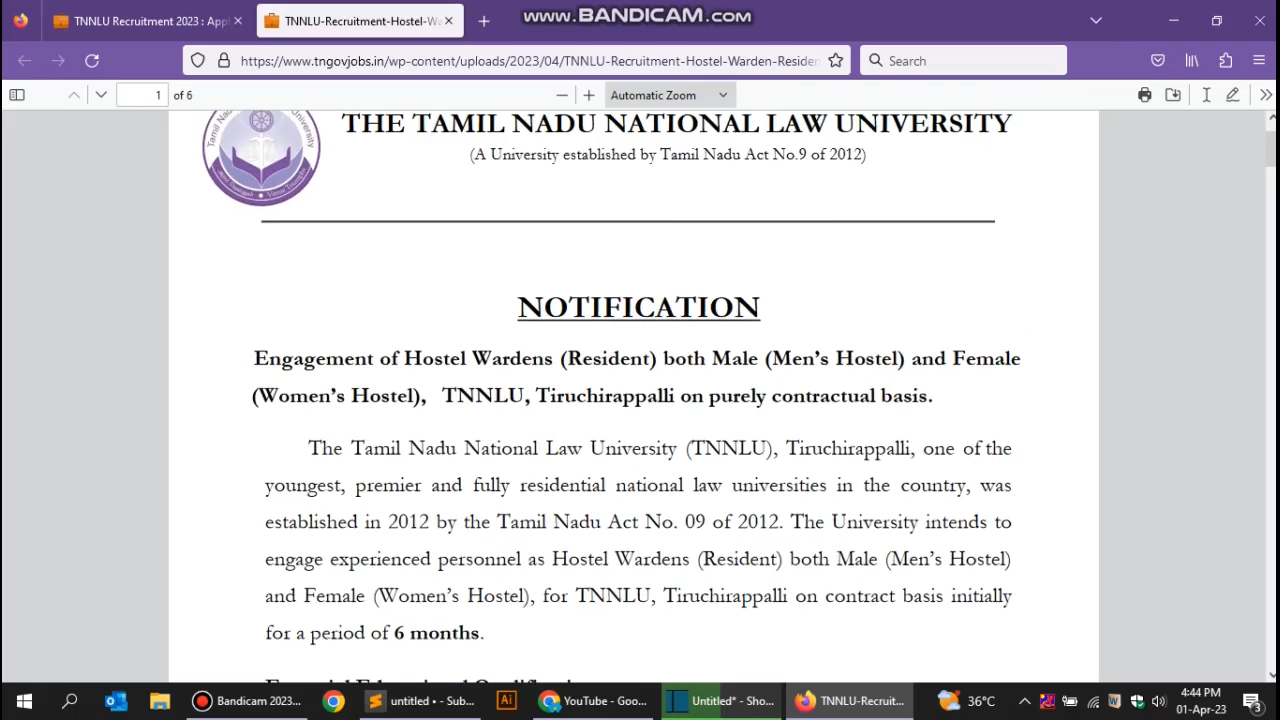 www.BANDICAM.com
TNNLU Recruitment 2023 : Appl
TNNLU-Recruitment-Hostel-Wa
https://www.tngovjobs.in/wp-content/uploads/2023/04/TNNLU-Recruitment-Hostel-Warden-Residen
Search
1 of 6
Automatic Zoom
THE TAMIL NADU NATIONAL LAW UNIVERSITY
(A University established by Tamil Nadu Act No.9 of 2012)
NOTIFICATION
Engagement of Hostel Wardens (Resident) both Male (Men’s Hostel) and Female
(Women’s Hostel), TNNLU, Tiruchirappalli on purely contractual basis.
The Tamil Nadu National Law University (TNNLU), Tiruchirappalli, one of the
youngest, premier and fully residential national law universities in the country, was
established in 2012 by the Tamil Nadu Act No. 09 of 2012. The University intends to
engage experienced personnel as Hostel Wardens (Resident) both Male (Men’s Hostel)
and Female (Women’s Hostel), for TNNLU, Tiruchirappalli on contract basis initially
for a period of 6 months.
Bandicam 2023...
untitled • - Sub...
YouTube - Goo...
Untitled* - Sho...
TNNLU-Recruit...
36°C
4:44 PM
01-Apr-23
3